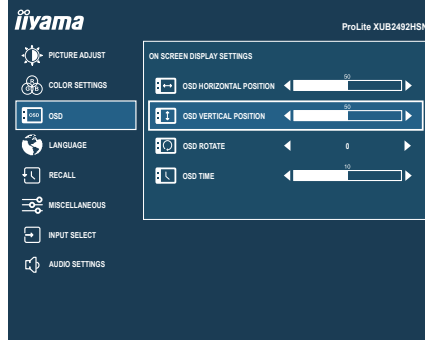 iiyama
ProLite XUB2492HSN
PICTURE ADJUST
COLOR SETTINGS
OSD
LANGUAGE
RECALL
MISCELLANEOUS
INPUT SELECT
AUDIO SETTINGS
ON SCREEN DISPLAY SETTINGS
OSD HORIZONTAL POSITION 50
OSD VERTICAL POSITION 50
OSD ROTATE 0
OSD TIME 10
R
G B
OSD